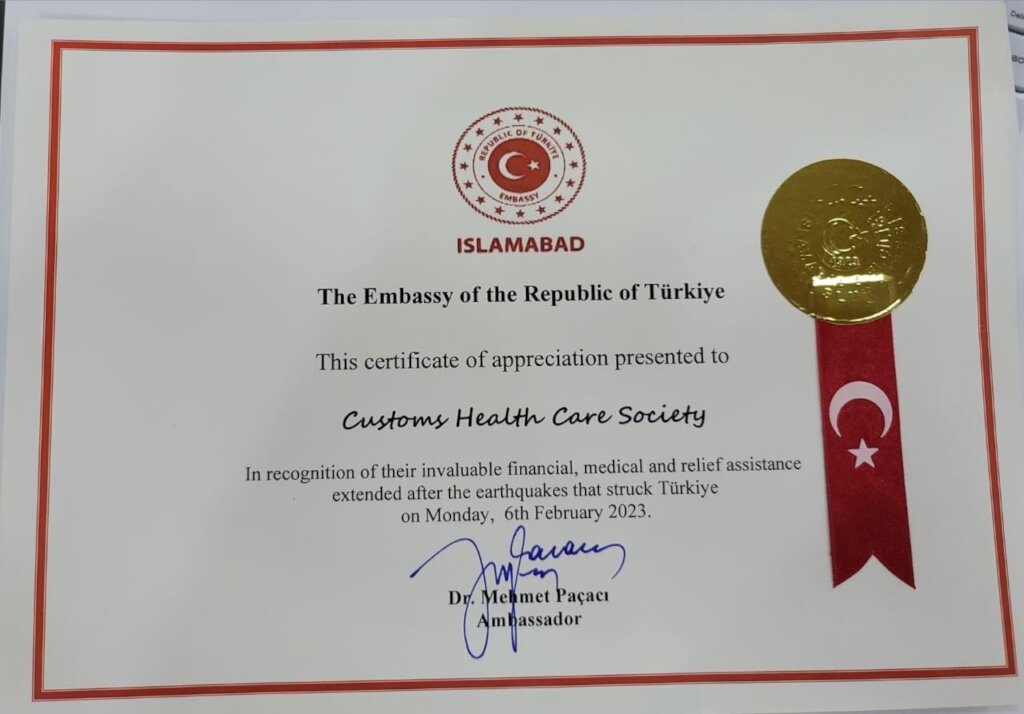 REPUBLIC OF TÜRKİYE
EMBASSY
ISLAMABAD
The Embassy of the Republic of Türkiye
This certificate of appreciation presented to
Customs Health Care Society
In recognition of their invaluable financial, medical and relief assistance
extended after the earthquakes that struck Türkiye
on Monday, 6th February 2023.
Dr. Mehmet Paçacı
Ambassador